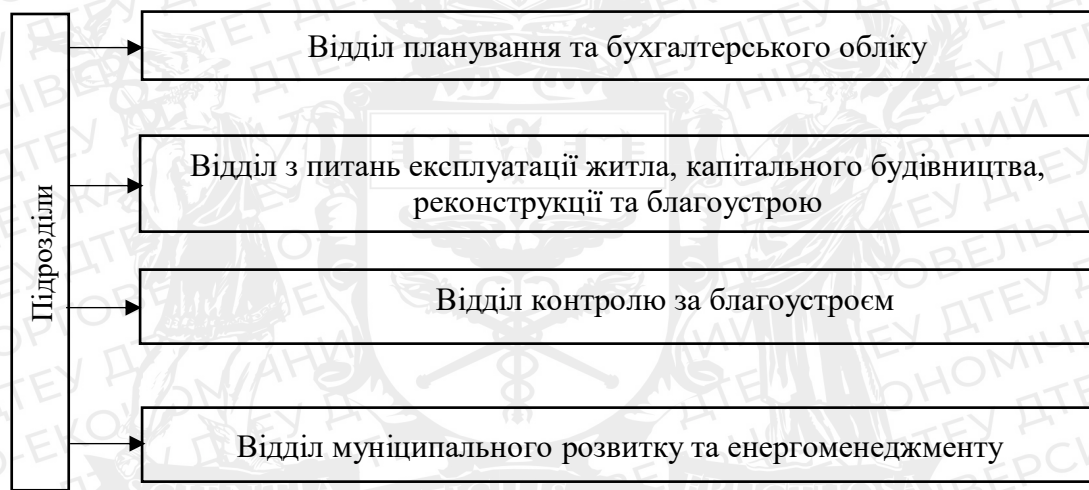 Підрозділи
Відділ планування та бухгалтерського обліку
Відділ з питань експлуатації житла, капітального будівництва,
реконструкції та благоустрою
Відділ контролю за благоустроєм
Відділ муніципального розвитку та енергоменеджменту